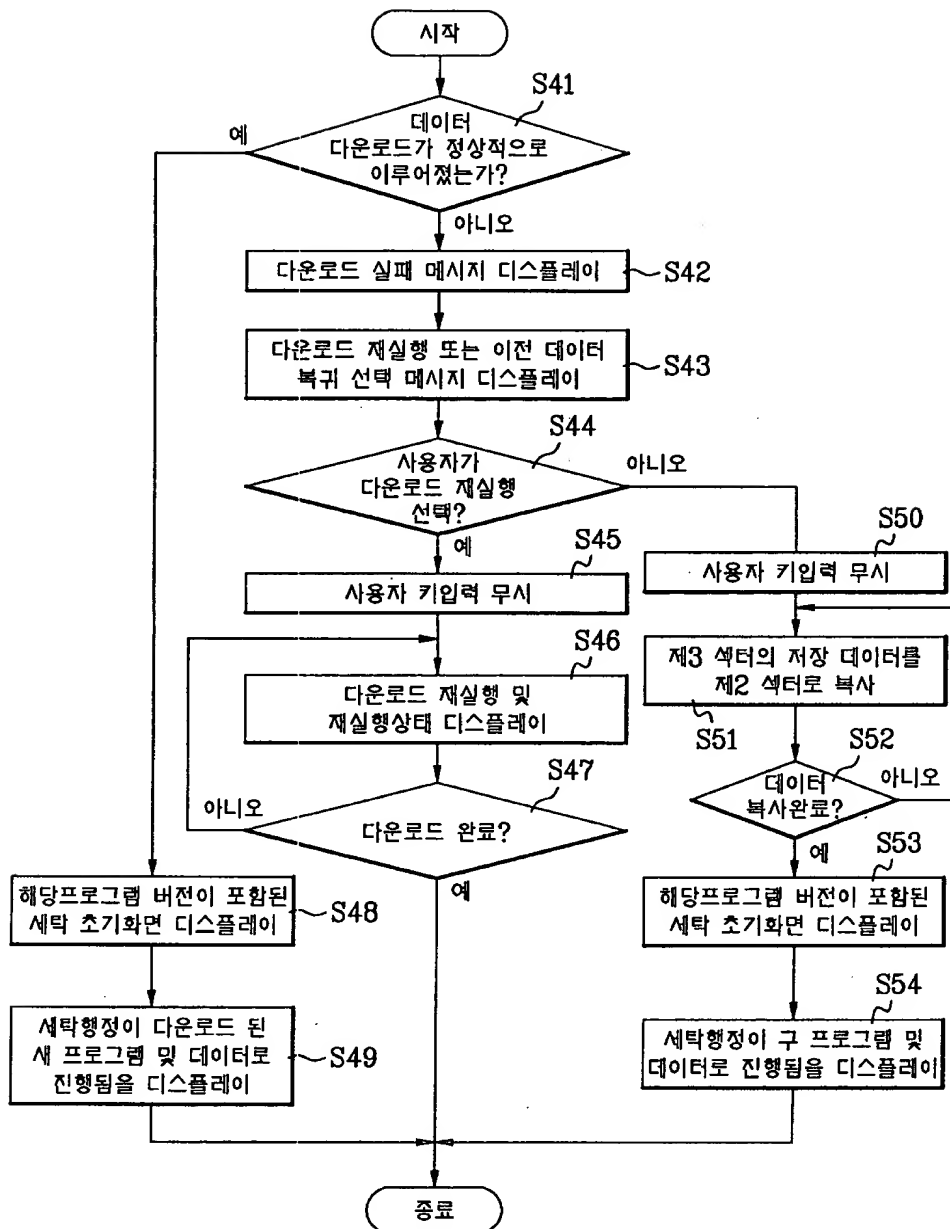 시작
S41
데이터
다운로드가 정상적으로
이루어졌는가?
예
아니오
다운로드 실패 메시지 디스플레이
S42
다운로드 재실행 또는 이전 데이터
복귀 선택 메시지 디스플레이
S43
S44
사용자가
다운로드 재실행
선택?
아니오
예
S45
사용자 키입력 무시
S50
사용자 키입력 무시
S46
다운로드 재실행 및
재실행상태 디스플레이
제3 섹터의 저장 데이터를
제2 섹터로 복사
S51
S47
다운로드 완료?
아니오
예
S52
데이터
복사완료?
아니오
예
해당프로그램 버전이 포함된
세탁 초기화면 디스플레이
S48
S53
해당프로그램 버전이 포함된
세탁 초기화면 디스플레이
세탁행정이 다운로드 된
새 프로그램 및 데이터로
진행됨을 디스플레이
S49
S54
세탁행정이 구 프로그램 및
데이터로 진행됨을 디스플레이
종료